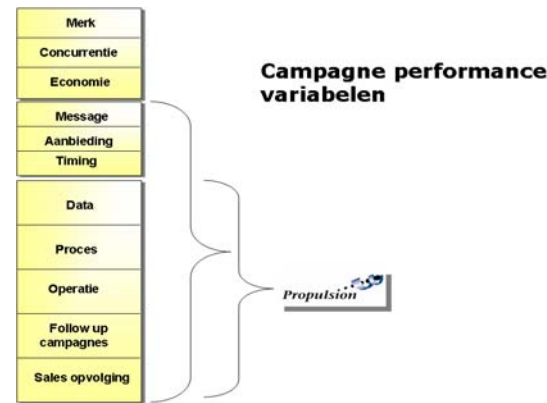 Merk
Concurrentie
Economie
Message
Aanbieding
Timing
Data
Proces
Operatie
Follow up
campagnes
Sales opvolging
Campagne performance
variabelen
Propulsion